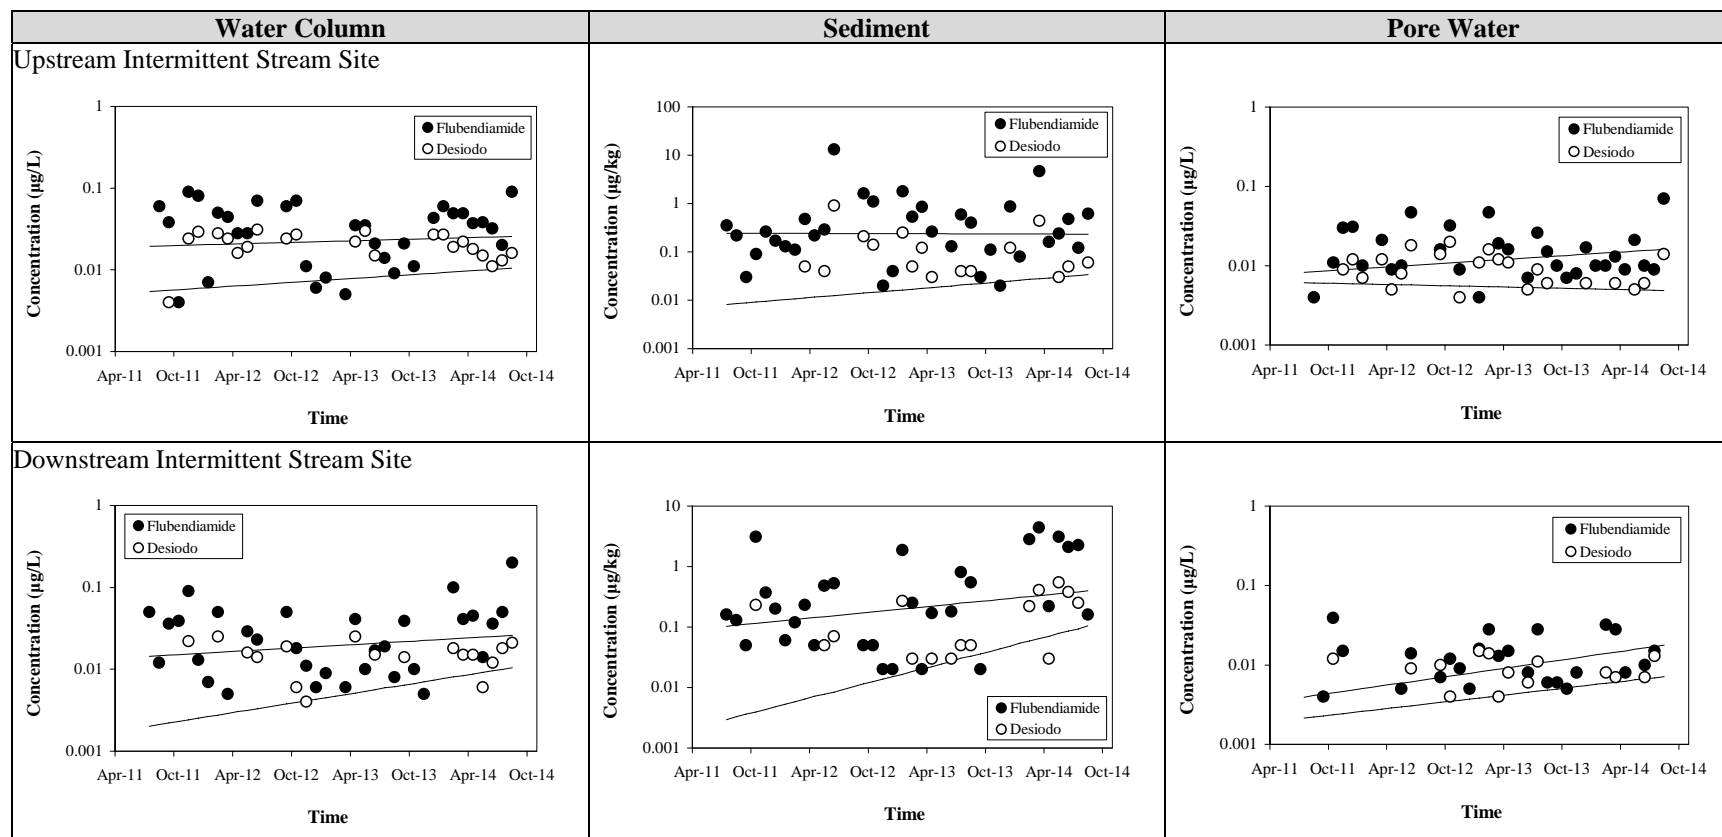 Water Column
Sediment
Pore Water
Upstream Intermittent Stream Site
Concentration (µg/L)
1
0.1
0.01
0.001
Flubendiamide
Desiodo
Apr-11 Oct-11 Apr-12 Oct-12 Apr-13 Oct-13 Apr-14 Oct-14
Time
Concentration (µg/kg)
100
10
1
0.1
0.01
0.001
Flubendiamide
Desiodo
Apr-11 Oct-11 Apr-12 Oct-12 Apr-13 Oct-13 Apr-14 Oct-14
Time
Concentration (µg/L)
1
0.1
0.01
0.001
Flubendiamide
Desiodo
Apr-11 Oct-11 Apr-12 Oct-12 Apr-13 Oct-13 Apr-14 Oct-14
Time
Downstream Intermittent Stream Site
Concentration (µg/L)
1
0.1
0.01
0.001
Flubendiamide
Desiodo
Apr-11 Oct-11 Apr-12 Oct-12 Apr-13 Oct-13 Apr-14 Oct-14
Time
Concentration (µg/kg)
10
1
0.1
0.01
0.001
Flubendiamide
Desiodo
Apr-11 Oct-11 Apr-12 Oct-12 Apr-13 Oct-13 Apr-14 Oct-14
Time
Concentration (µg/L)
1
0.1
0.01
0.001
Flubendiamide
Desiodo
Apr-11 Oct-11 Apr-12 Oct-12 Apr-13 Oct-13 Apr-14 Oct-14
Time